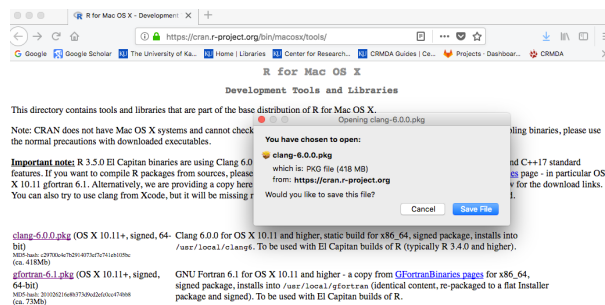 R for Mac OS X - Development
https://cran.r-project.org/bin/macosx/tools/
Google Google Scholar The University of Ka... Home | Libraries Center for Research... CRMDA Guides | Ce... Projects - Dashboar... CRMDA
R for Mac OS X
Development Tools and Libraries
This directory contains tools and libraries that are part of the base distribution of R for Mac OS X.
Note: CRAN does not have Mac OS X systems and cannot check
ling binaries, please use
the normal precautions with downloaded executables.
Important note: R 3.5.0 El Capitan binaries are using Clang 6.0
nd C++17 standard
features. If you want to compile R packages from sources, please
es page - in particular OS
X 10.11 gfortran 6.1. Alternatively, we are providing a copy here
w for the download links.
You can also try to use clang from Xcode, but it will be missing
d.
Opening clang-6.0.0.pkg
You have chosen to open:
clang-6.0.0.pkg
which is: PKG file (418 MB)
from: https://cran.r-project.org
Would you like to save this file?
Cancel Save File
clang-6.0.0.pkg (OS X 10.11+, signed, 64-
bit)
MD5-hash: c29700c4e7b2914073cf7e741eb105bc
(ca. 418Mb)
Clang 6.0.0 for OS X 10.11 and higher, static build for x86_64, signed package, installs into
/usr/local/clang6. To be used with El Capitan builds of R (typically R 3.4.0 and higher).
gfortran-6.1.pkg (OS X 10.11+, signed,
64-bit)
(ca. 73Mb)
GNU Fortran 6.1 for OS X 10.11 and higher - a copy from GFortranBinaries pages for x86_64,
signed package, installs into /usr/local/gfortran (identical content, re-packaged to a flat Installer
package and signed). To be used with El Capitan builds of R.